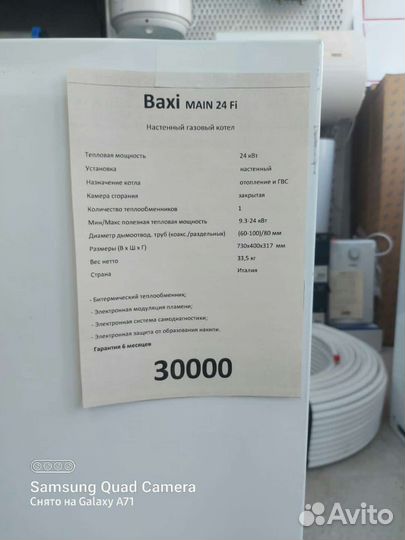 Baxi MAIN 24 Fi
Настенный газовый котел
Тепловая мощность 24 кВт
Установка настенный
Назначение котла отопление и ГВС
Камера сгорания закрытая
Количество теплообменников 1
Мин/Макс полезная тепловая мощность 9.3-24 кВт
Диаметр дымоотвод. труб (коакс./раздельных) (60-100)/80 мм
Размеры (В х Ш х Г) 730х400х317 мм
Вес нетто 33,5 кг
Страна Италия
- Битермический теплообменник;
- Электронная модуляция пламени;
- Электронная система самодиагностики;
- Электронная защита от образования накипи.
Гарантия 6 месяцев
30000
Samsung Quad Camera
Снято на Galaxy A71
Avito